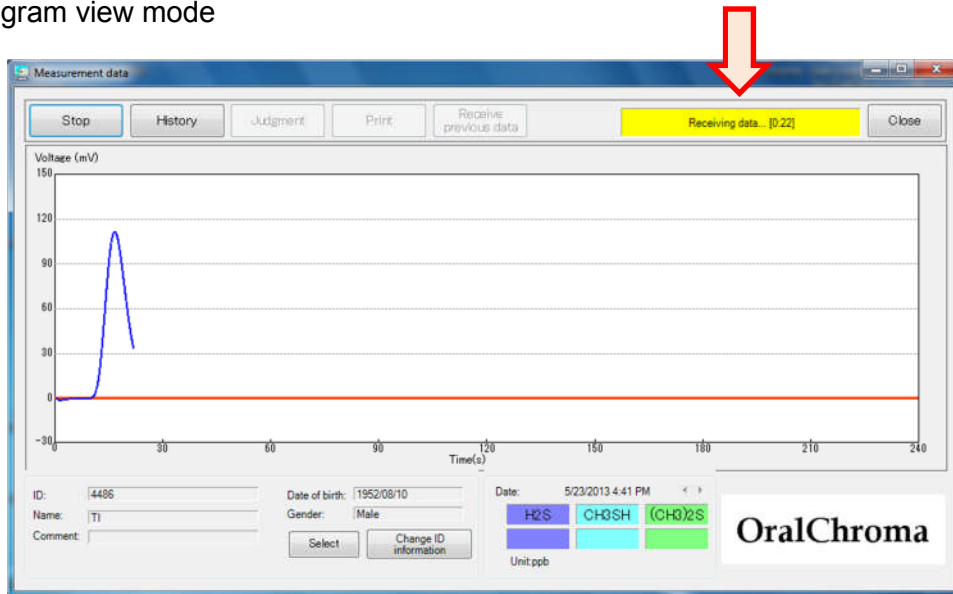 gram view mode
Measurement data
Stop History Judgment Print Receive previous data Receiving data... [0:22] Close
Voltage (mV)
150
120
90
60
30
0
-30
0 30 60 90 120 150 180 210 240
Time(s)
ID: 4486 Date of birth: 1952/08/10 Date: 5/23/2013 4:41 PM
Name: TI Gender: Male H2S CH3SH (CH3)2S
Comment: Select Change ID information
Unit:ppb
OralChroma